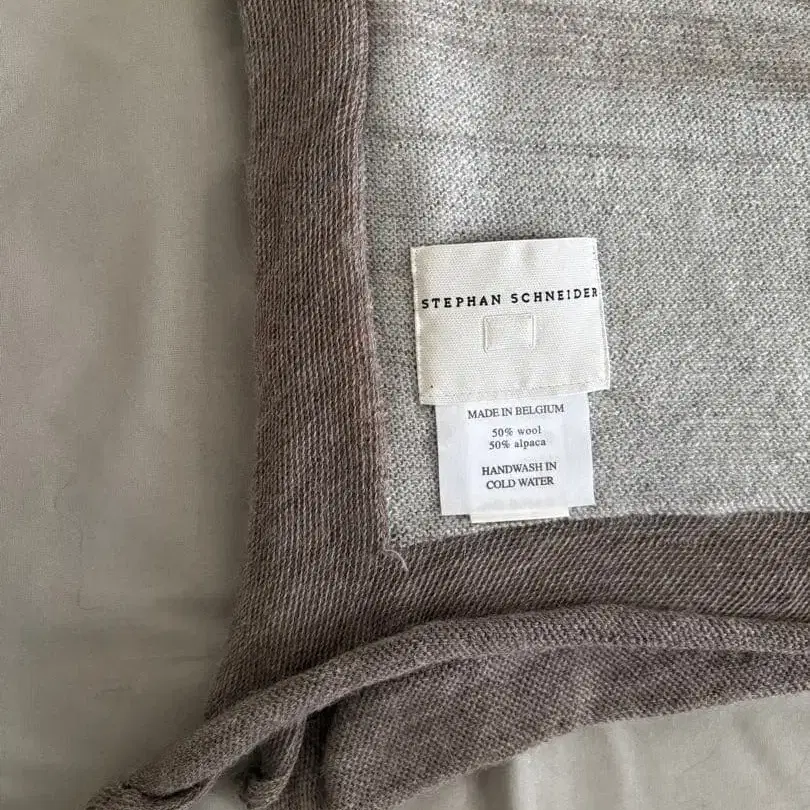 STEPHAN SCHNEIDER
MADE IN BELGIUM
50% wool
50% alpaca
HANDWASH IN
COLD WATER